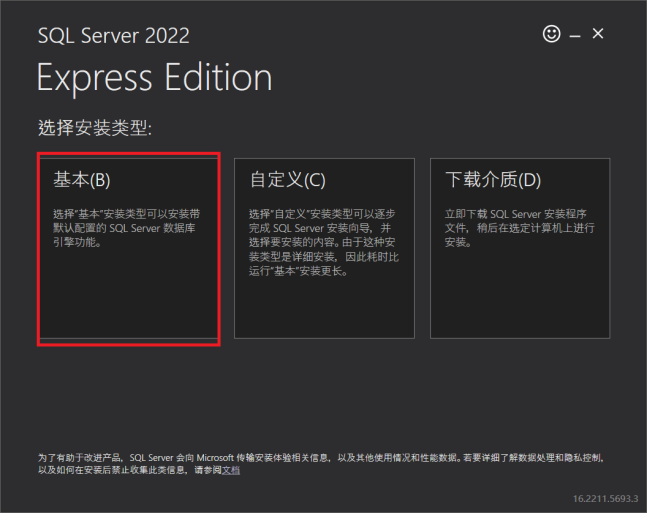 SQL Server 2022
Express Edition
选择安装类型:
基本(B)
选择"基本"安装类型可以安装带
默认配置的 SQL Server 数据库
引擎功能。
自定义(C)
选择"自定义"安装类型可以逐步
完成 SQL Server 安装向导，并
选择要安装的内容。由于这种安
装类型是详细安装，因此耗时比
运行"基本"安装更长。
下载介质(D)
立即下载 SQL Server 安装程序
文件，稍后在选定计算机上进行
安装。
为了有助于改进产品，SQL Server 会向 Microsoft 传输安装体验相关信息，以及其他使用情况和性能数据。若要详细了解数据处理和隐私控制，
以及如何在安装后禁止收集此类信息，请参阅文档
16.2211.5693.3